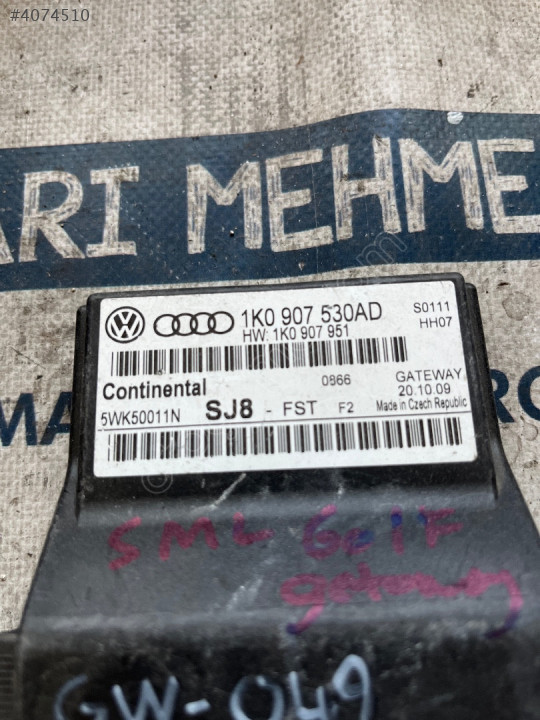 #4074510
ARI MEHME
1K0 907 530AD
HW: 1K0 907 951
S0111
HH07
Continental
0866
GATEWAY
20.10.09
5WK50011N
SJ8 - FST F2
Made in Czech Republic
SML Golf
gateway
GW-049